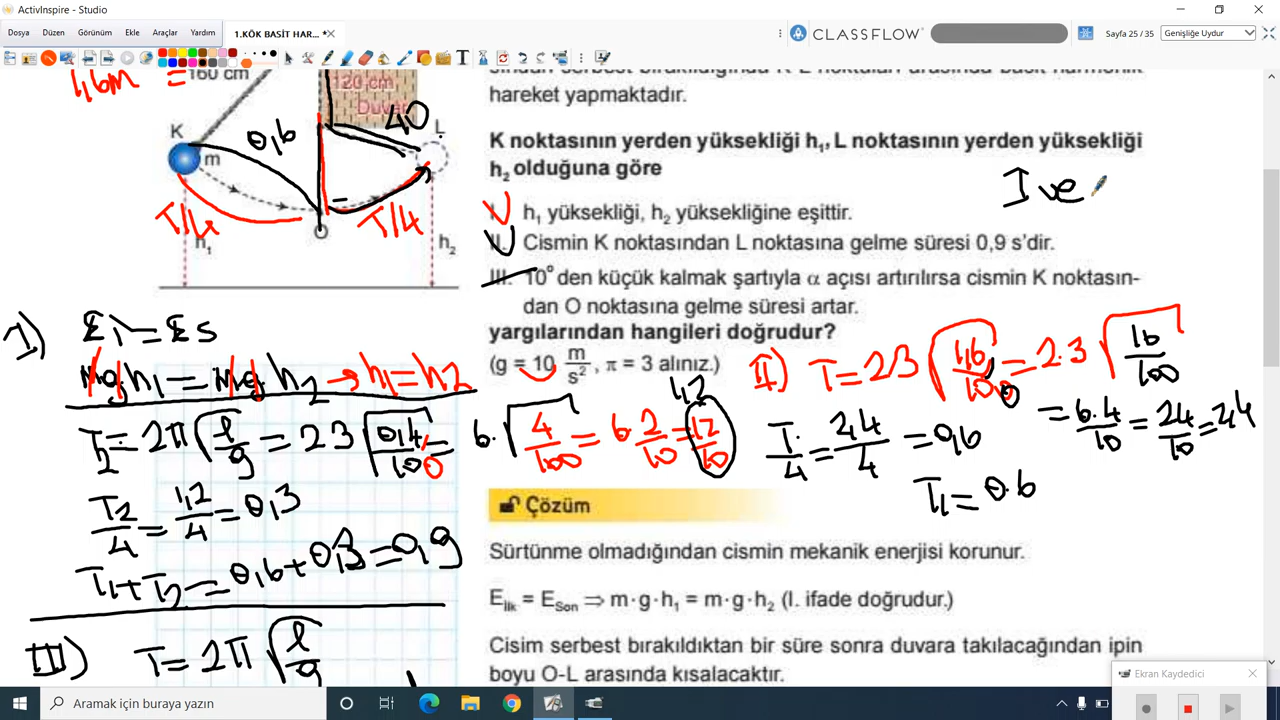 ActivInspire - Studio
Dosya Düzen Görünüm Ekle Araçlar Yardım
1.KÖK BASİT HAR...
CLASSFLOW
Sayfa 25 / 35
Genişliğe Uydur
1,6m =
160 cm
120 cm
Duvar
40
K
m
0,6
L
T/4
T/4
h1
O
h2
hareket yapmaktadır.
K noktasının yerden yüksekliği h1, L noktasının yerden yüksekliği
h2 olduğuna göre
I ve
h1 yüksekliği, h2 yüksekliğine eşittir.
II. Cismin K noktasından L noktasına gelme süresi 0,9 s'dir.
III. 10° den küçük kalmak şartıyla α açısı artırılırsa cismin K noktasın-
dan O noktasına gelme süresi artar.
yargılarından hangileri doğrudur?
(g = 10 m/s², π = 3 alınız.)
I) Ei = Es
mgh1 = mgh2 → h1 = h2
T2 = 2π√(l/g) = 2 3 √(0,4/10 0) = 6·√(4/100) = 6·2/10 = 12/10
1,2
T2/4 = 1,2/4 = 0,3
T1+T2 = 0,6+0,3 = 0,9
II) T = 2 3 √(1,6/10 0) = 2.3 √(16/100)
= 6.4/10 = 24/10 = 2,4
T/4 = 2,4/4 = 0,6
T1 = 0.6
III) T = 2π√(l/g)
Çözüm
Sürtünme olmadığından cismin mekanik enerjisi korunur.
Eilk = ESon ⇒ m·g·h1 = m·g·h2 (I. ifade doğrudur.)
Cisim serbest bırakıldıktan bir süre sonra duvara takılacağından ipin
boyu O-L arasında kısalacaktır.
Ekran Kaydedici
Aramak için buraya yazın